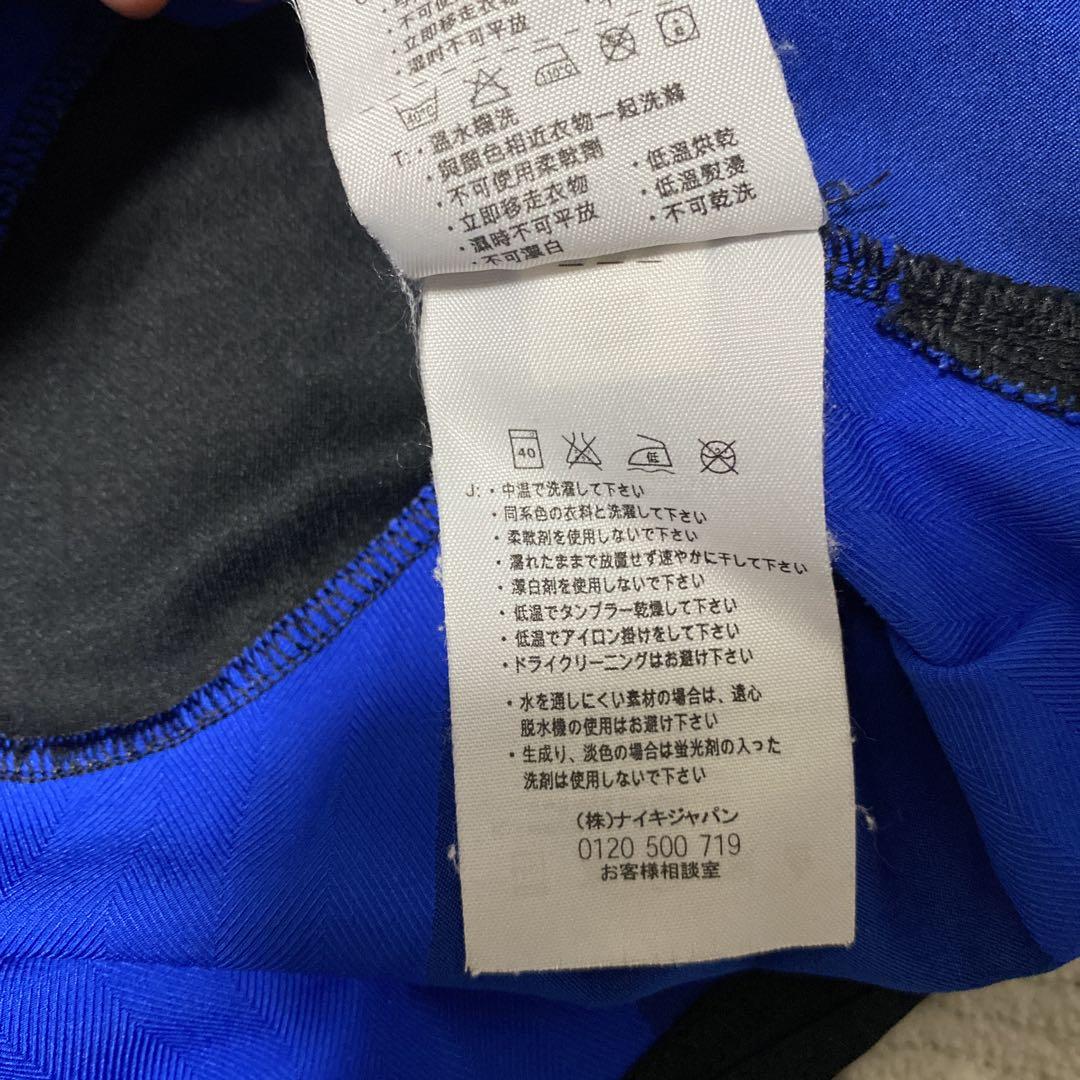 不可使用柔軟
・立即移走衣物
・濕時不可平放
40°C 110°C
T:・溫水機洗
與顏色相近衣物一起洗滌
・不可使用柔軟劑 ・低溫烘乾
・立即移走衣物 ・低溫熨燙
・濕時不可平放 ・不可乾洗
・不可漂白
40 低
J:・中温で洗濯して下さい
・同系色の衣料と洗濯して下さい
・柔軟剤を使用しないで下さい
・濡れたままで放置せず速やかに干して下さい
・漂白剤を使用しないで下さい
・低温でタンブラー乾燥して下さい
・低温でアイロン掛けをして下さい
・ドライクリーニングはお避け下さい
・水を通しにくい素材の場合は、遠心
脱水機の使用はお避け下さい
・生成り、淡色の場合は蛍光剤の入った
洗剤は使用しないで下さい
(株)ナイキジャパン
0120 500 719
お客様相談室